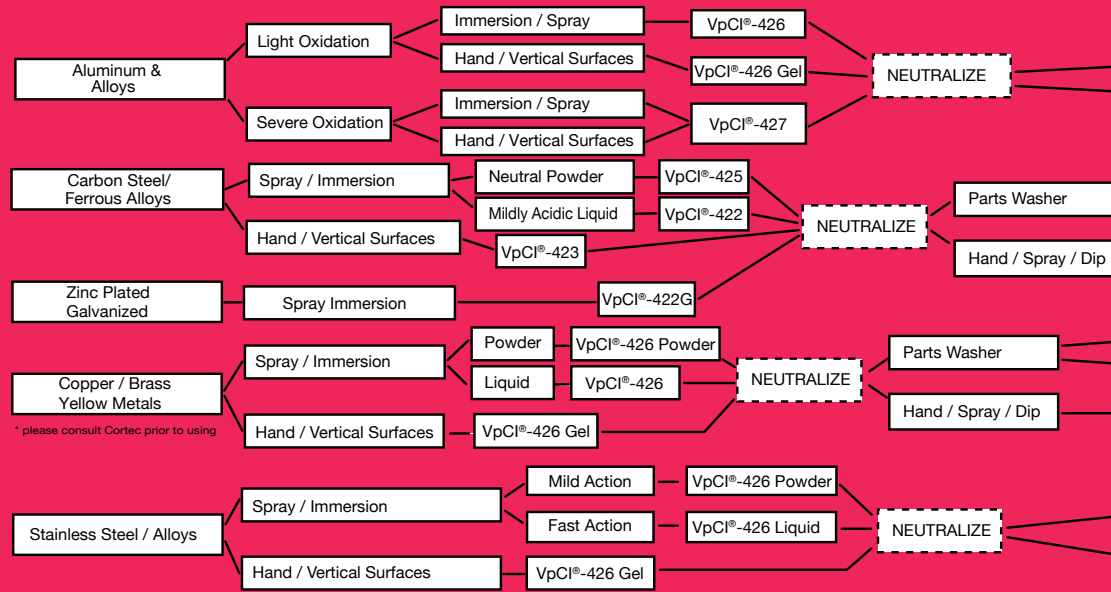 Aluminum &
Alloys
Light Oxidation
Immersion / Spray
VpCI®-426
Hand / Vertical Surfaces
VpCI®-426 Gel
Severe Oxidation
Immersion / Spray
Hand / Vertical Surfaces
VpCI®-427
NEUTRALIZE
Carbon Steel/
Ferrous Alloys
Spray / Immersion
Neutral Powder
VpCI®-425
Mildly Acidic Liquid
VpCI®-422
Hand / Vertical Surfaces
VpCI®-423
NEUTRALIZE
Parts Washer
Hand / Spray / Dip
Zinc Plated
Galvanized
Spray Immersion
VpCI®-422G
Copper / Brass
Yellow Metals
* please consult Cortec prior to using
Spray / Immersion
Powder
VpCI®-426 Powder
Liquid
VpCI®-426
Hand / Vertical Surfaces
VpCI®-426 Gel
NEUTRALIZE
Parts Washer
Hand / Spray / Dip
Stainless Steel / Alloys
Spray / Immersion
Mild Action
VpCI®-426 Powder
Fast Action
VpCI®-426 Liquid
Hand / Vertical Surfaces
VpCI®-426 Gel
NEUTRALIZE